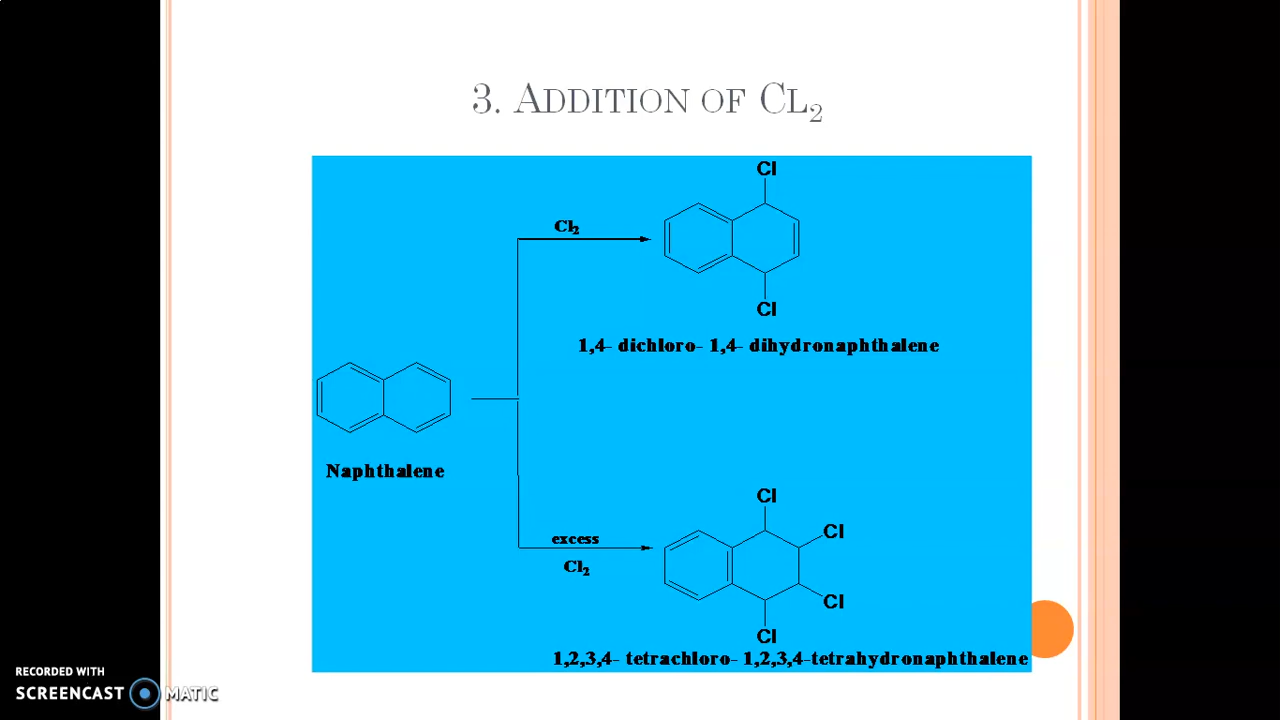 3. Addition of Cl₂
Cl
Cl₂
Cl
1,4- dichloro- 1,4- dihydronaphthalene
Naphthalene
Cl
Cl
excess
Cl₂
Cl
Cl
1,2,3,4- tetrachloro- 1,2,3,4-tetrahydronaphthalene
RECORDED WITH
SCREENCAST MATIC